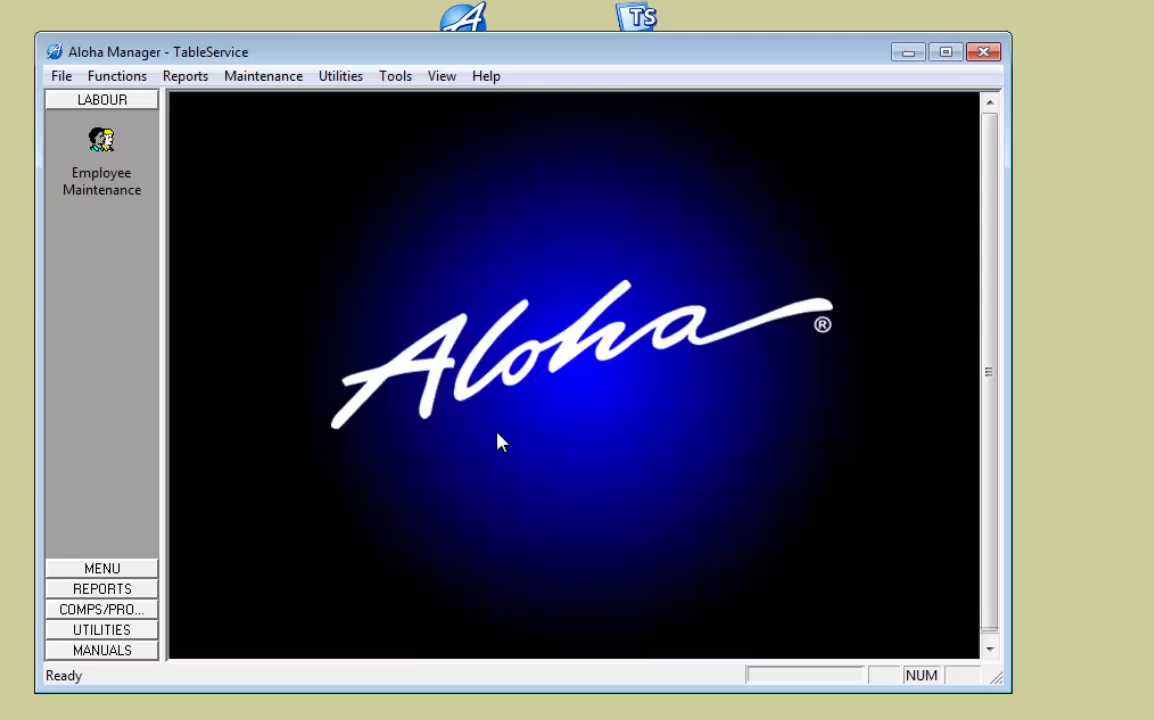 TS
Aloha Manager - TableService
File Functions Reports Maintenance Utilities Tools View Help
LABOUR
Employee
Maintenance
Aloha®
MENU
REPORTS
COMPS/PRO...
UTILITIES
MANUALS
Ready
NUM